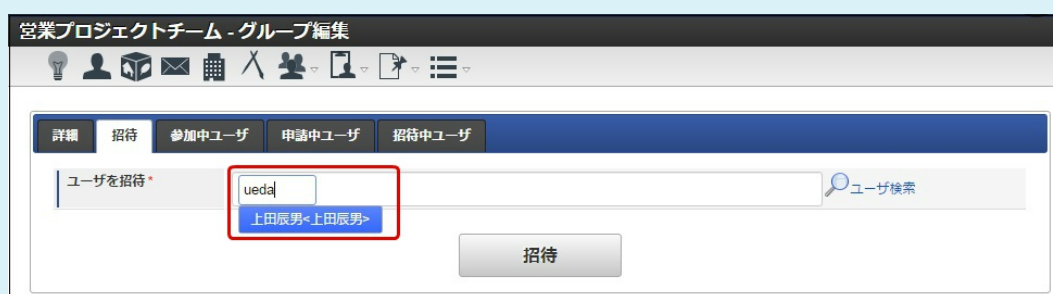 営業プロジェクトチーム - グループ編集
詳細 招待 参加中ユーザ 申請中ユーザ 招待中ユーザ
ユーザを招待* ueda ユーザ検索
上田辰男<上田辰男>
招待